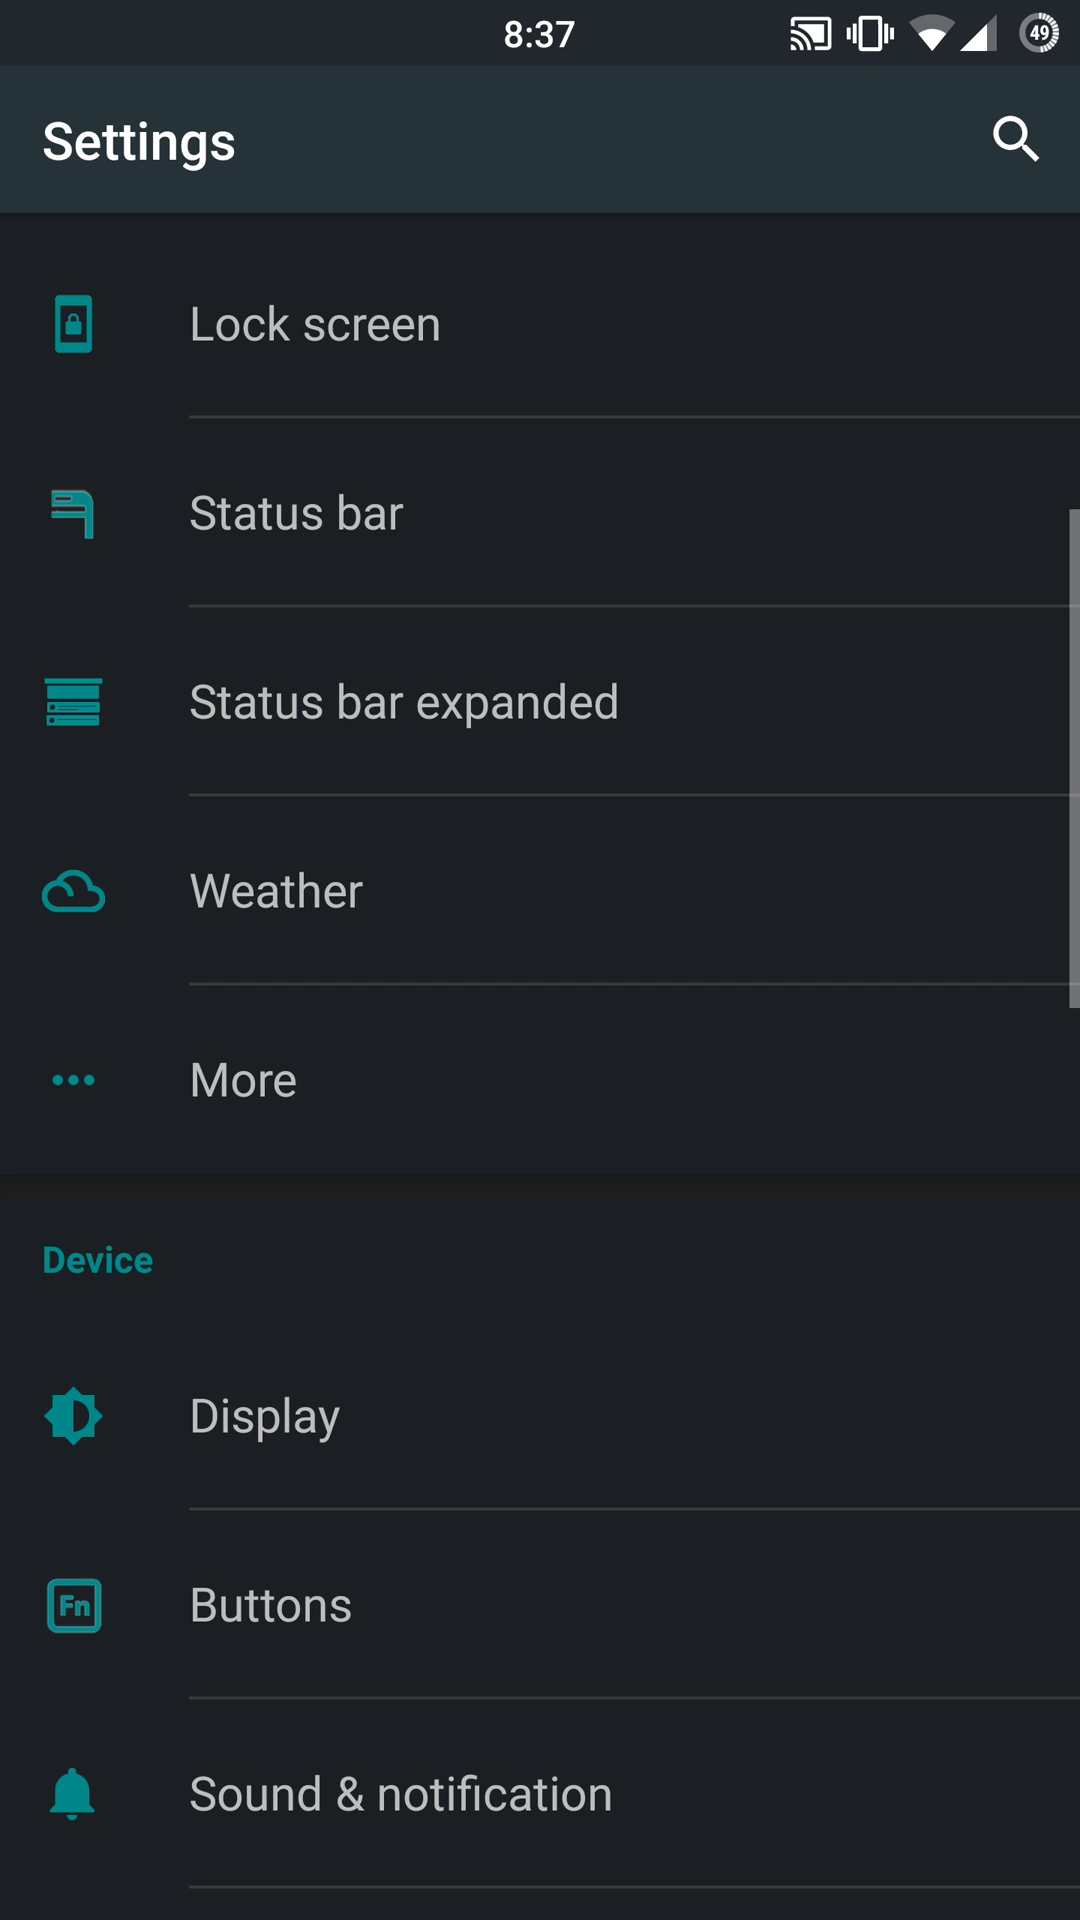 8:37
49
Settings
Lock screen
Status bar
Status bar expanded
Weather
More
Device
Display
Fn
Buttons
Sound & notification